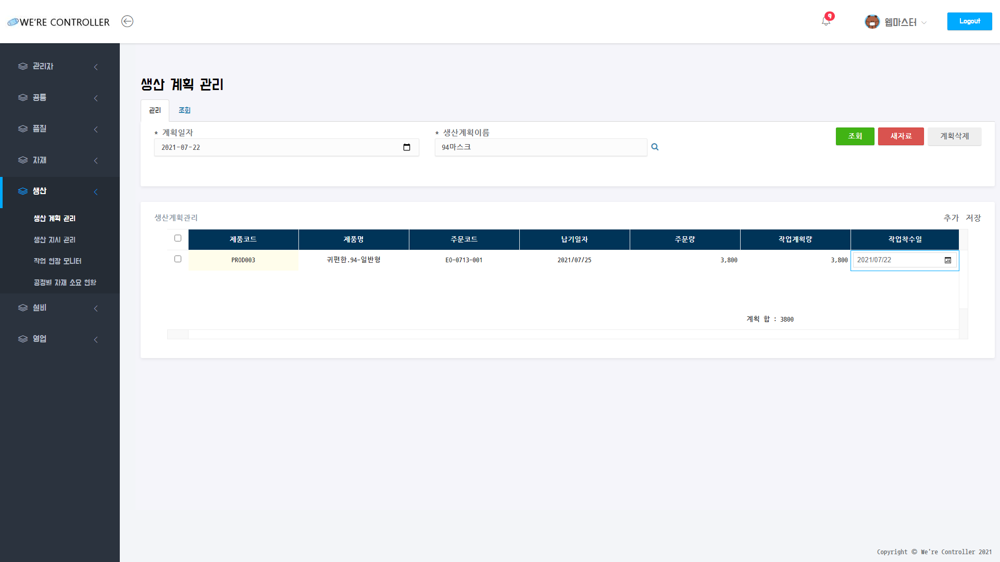 WE'RE CONTROLLER
9
웹마스터
Logout
관리자
공통
품질
자재
생산
생산 계획 관리
생산 지시 관리
작업 현장 모니터
공정별 자재 소요 현황
설비
영업
생산 계획 관리
관리 조회
* 계획일자
2021-07-22
* 생산계획이름
94마스크
조회 새자료 계획삭제
생산계획관리
추가 저장
제품코드 제품명 주문코드 납기일자 주문량 작업계획량 작업착수일
PROD003 귀편한.94-일반형 EO-0713-001 2021/07/25 3,800 3,800 2021/07/22
계획 합 : 3800
Copyright © We're Controller 2021